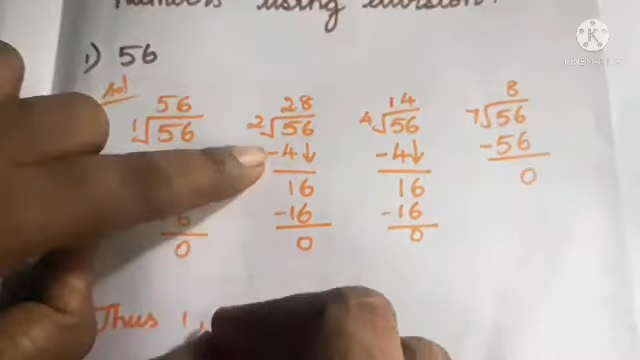 numbers using division.
i) 56
sol
56 28 14 8
1√56 2√56 4√56 7√56
-4↓ -4↓ -56
16 16 0
6 -16 -16
0 0 0
Thus 1,